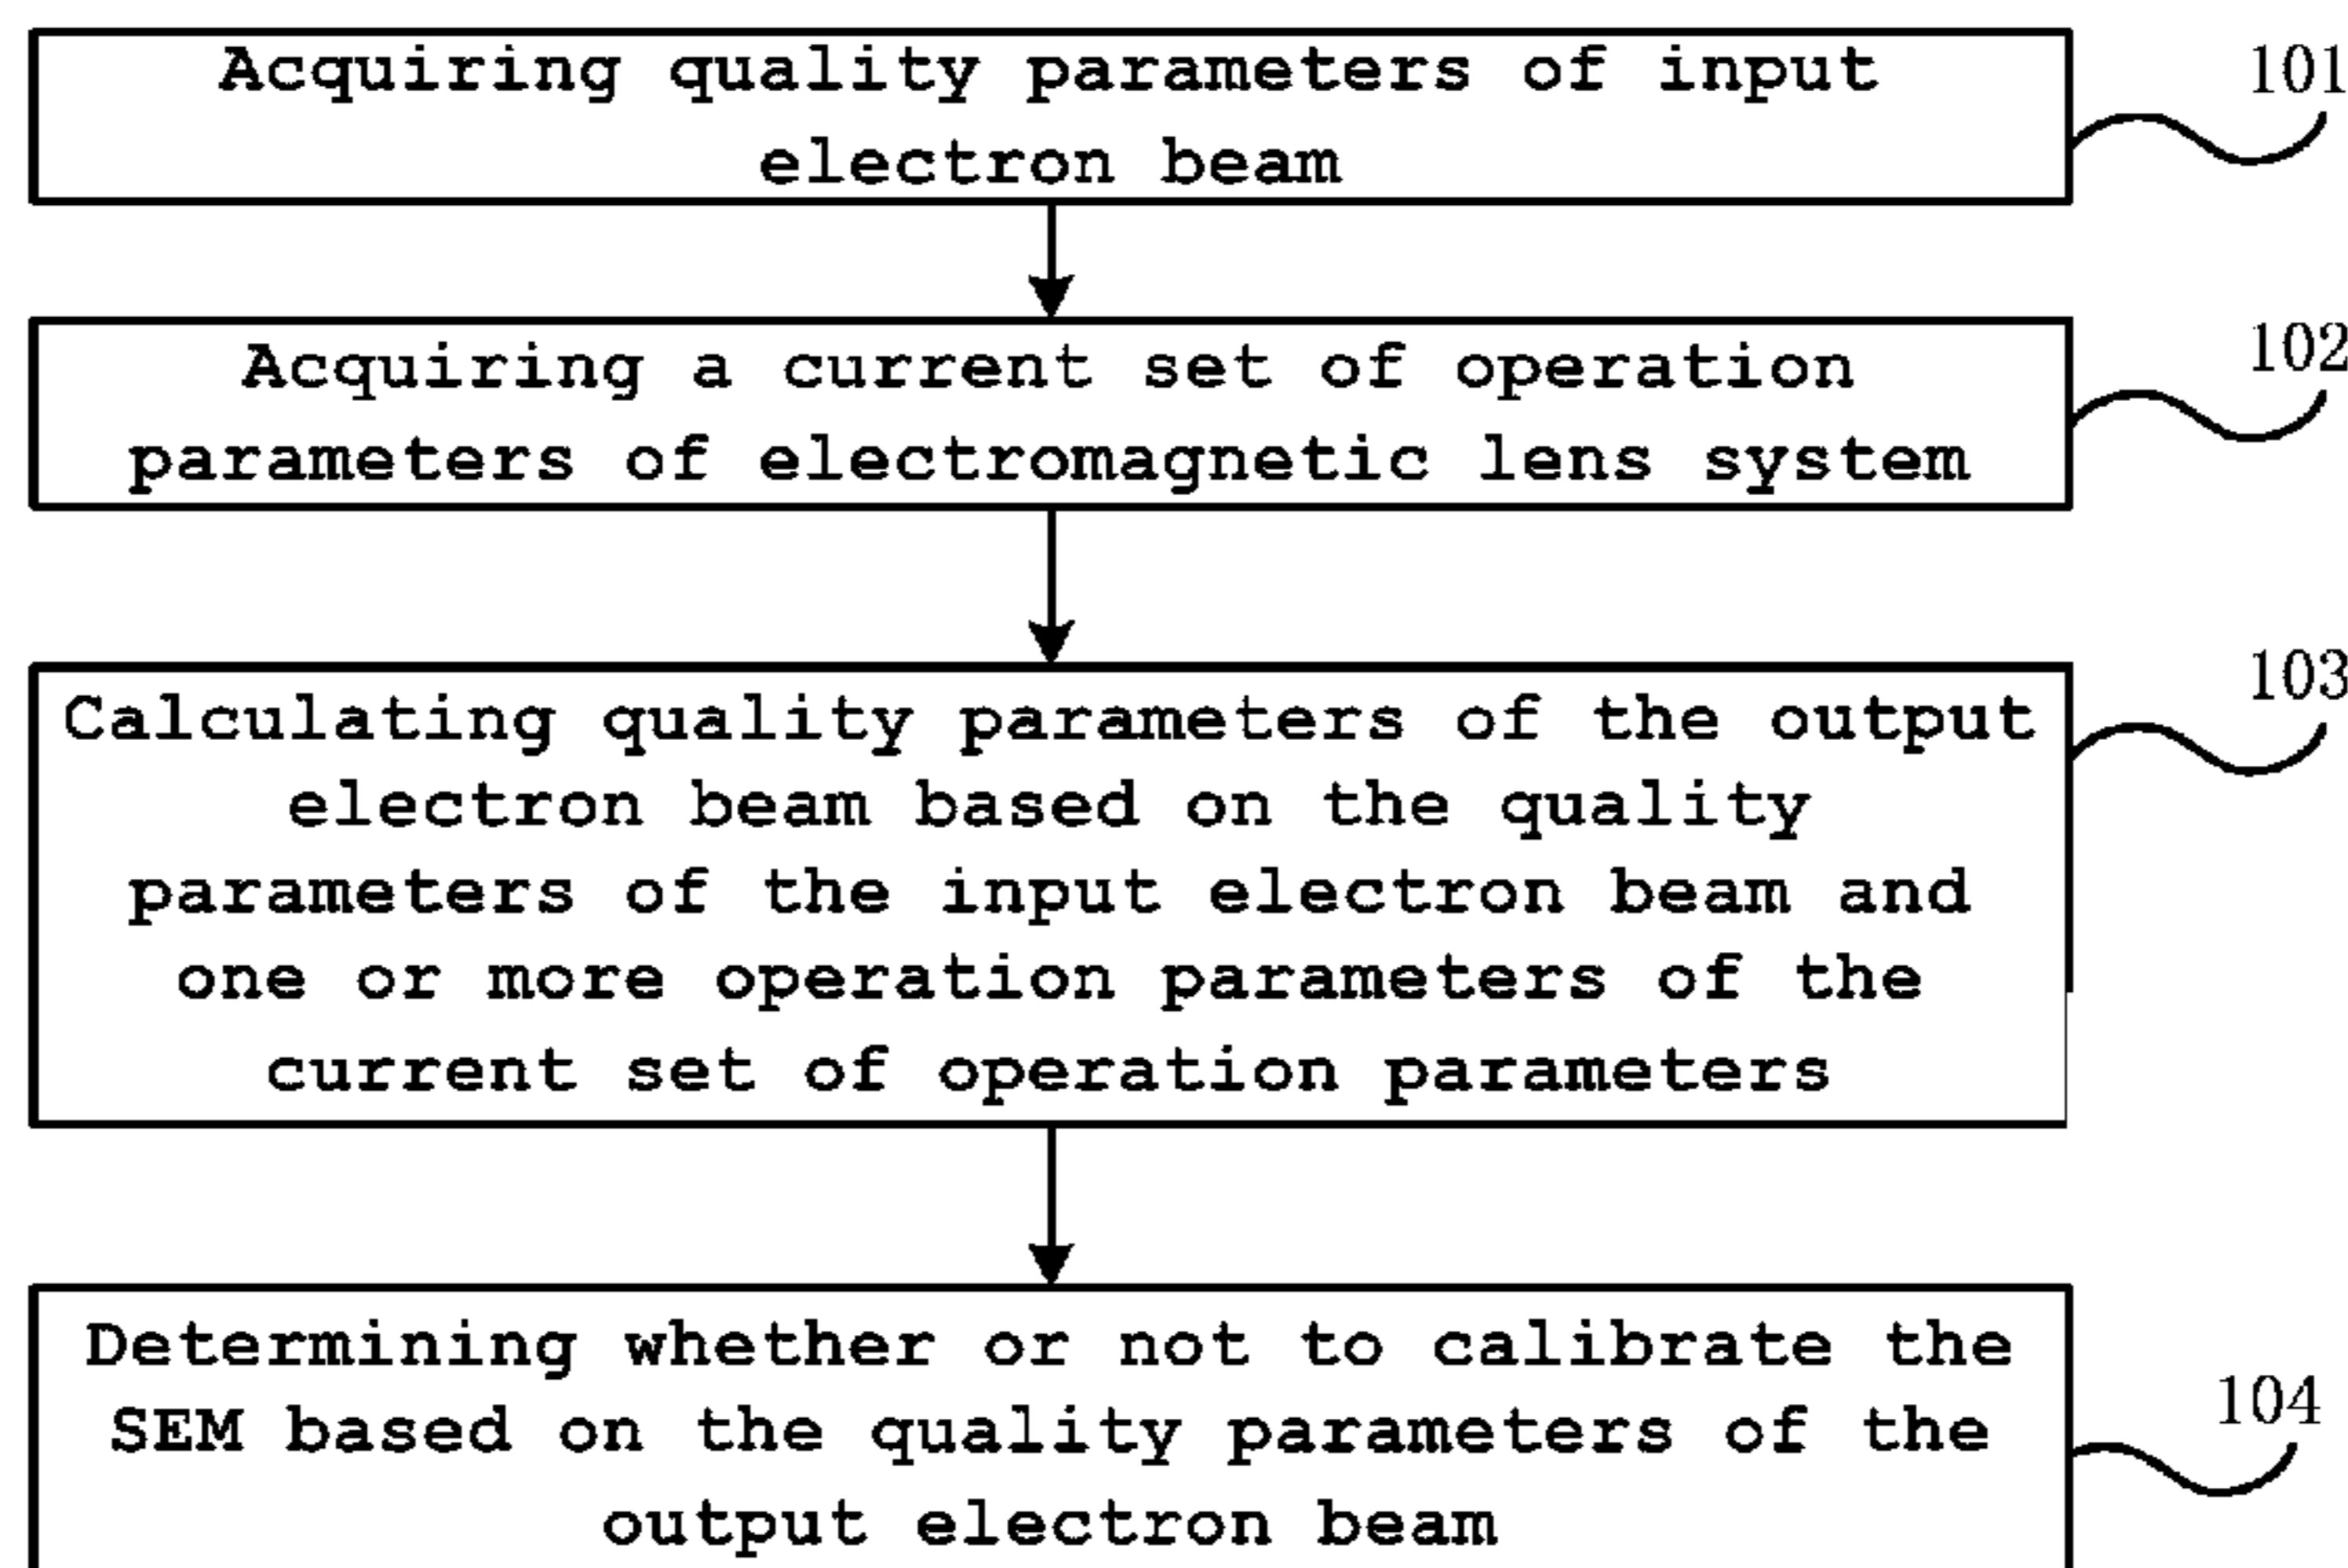 Acquiring quality parameters of input
electron beam
101
Acquiring a current set of operation
parameters of electromagnetic lens system
102
Calculating quality parameters of the output
electron beam based on the quality
parameters of the input electron beam and
one or more operation parameters of the
current set of operation parameters
103
Determining whether or not to calibrate the
SEM based on the quality parameters of the
output electron beam
104